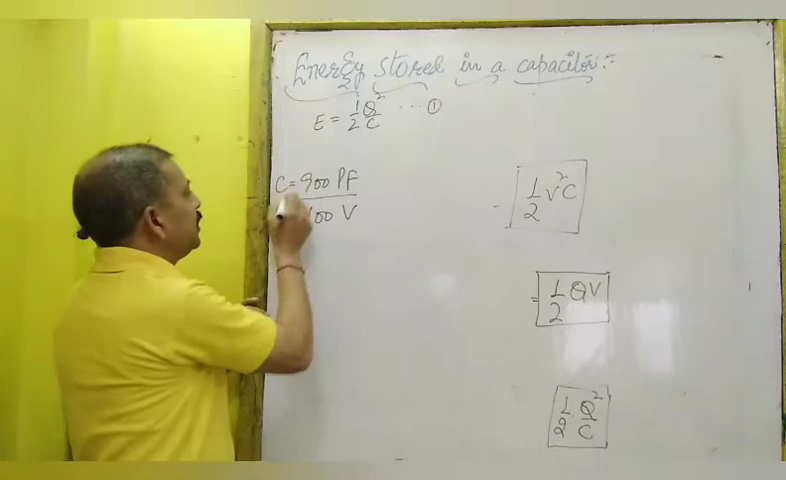 Energy stored in a capacitor:-
E = 1/2 Q²/C ... ①
C = 900 PF
100 V
1/2 V²C
= 1/2 QV
1/2 Q²/C